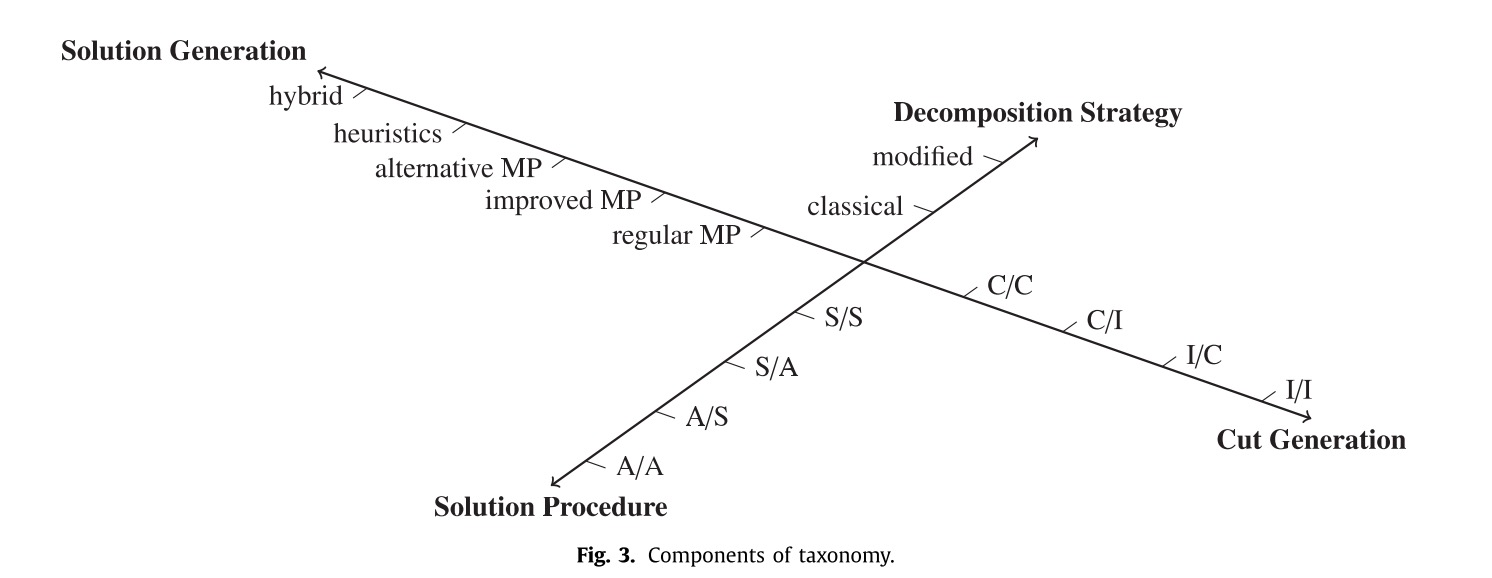 Solution Generation
hybrid
heuristics
alternative MP
improved MP
regular MP
Decomposition Strategy
modified
classical
C/C
C/I
I/C
I/I
Cut Generation
S/S
S/A
A/S
A/A
Solution Procedure
Fig. 3. Components of taxonomy.